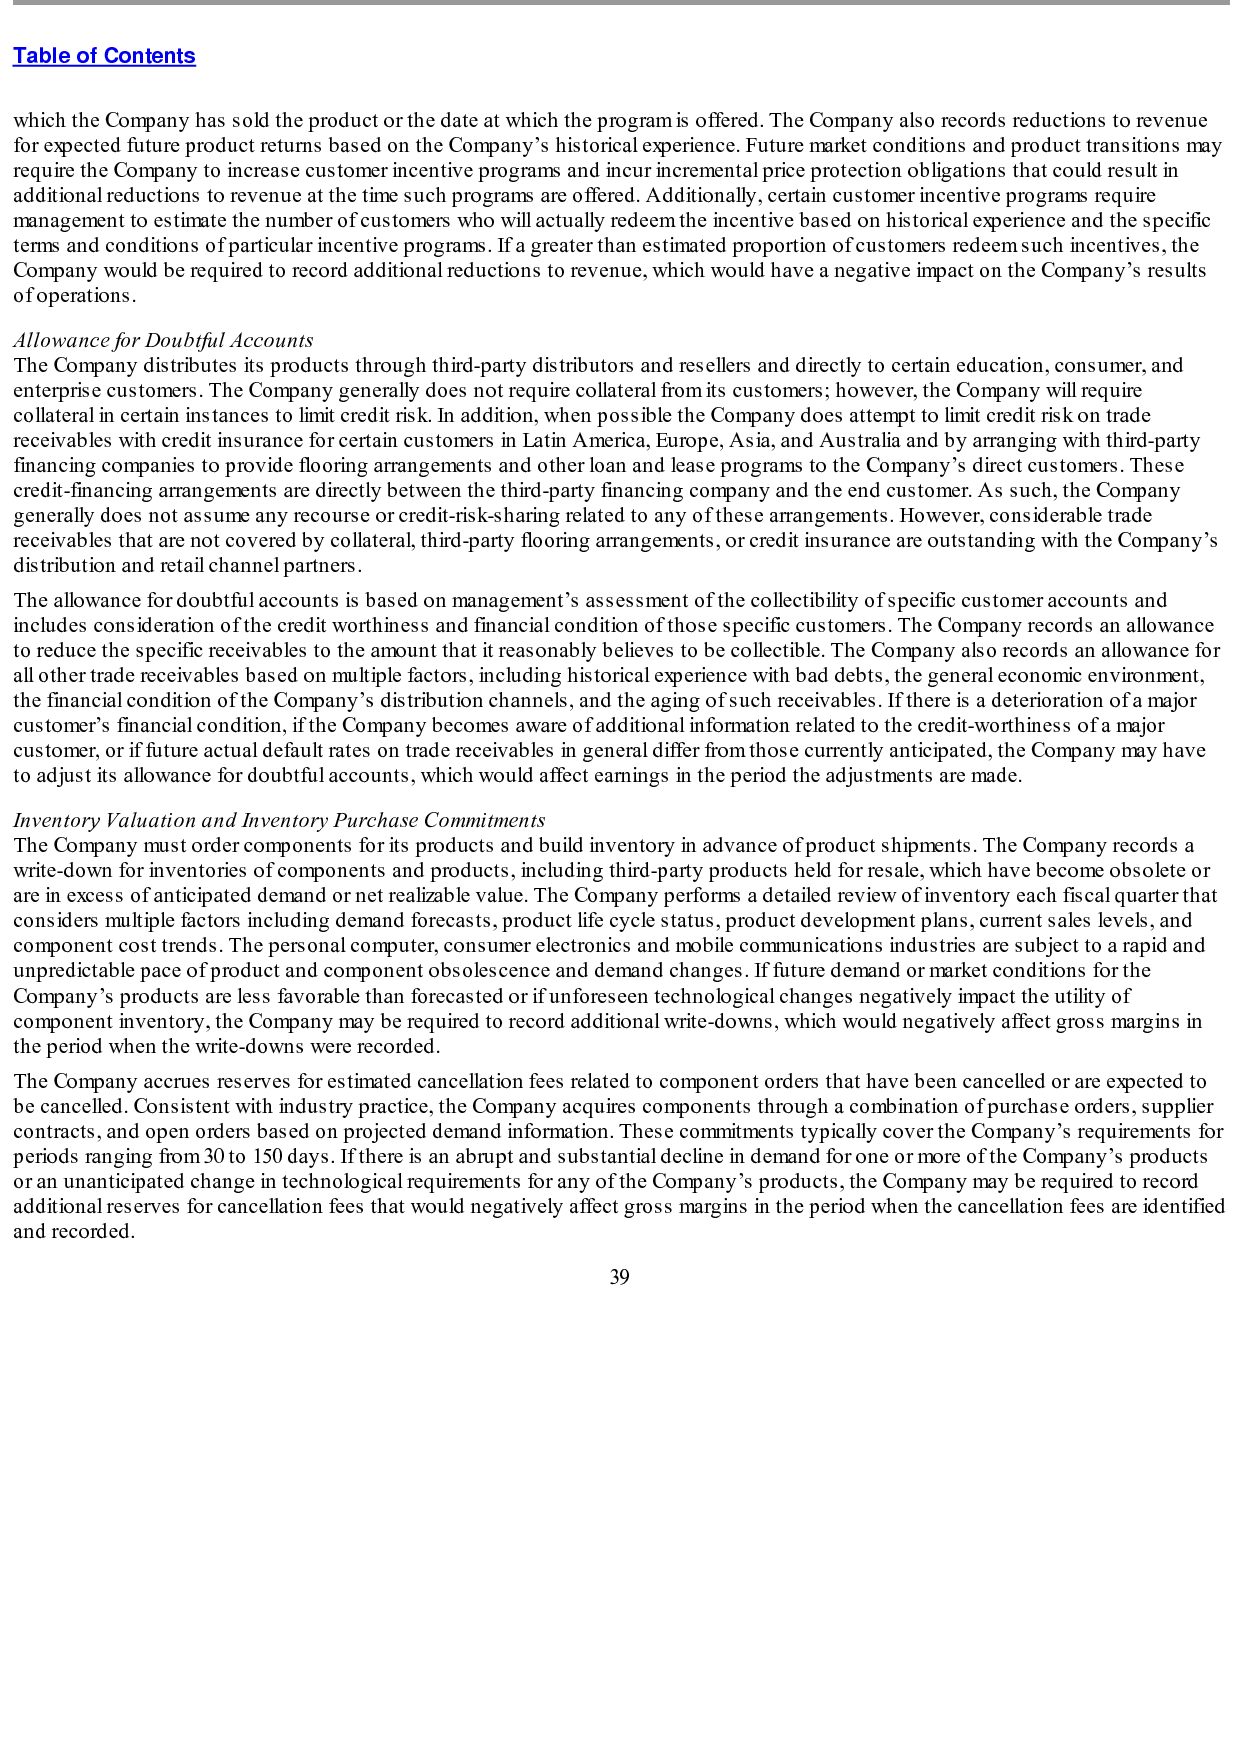 Table of Contents
which the Company has sold the product or the date at which the program is offered. The Company also records reductions to revenue
for expected future product returns based on the Company’s historical experience. Future market conditions and product transitions may
require the Company to increase customer incentive programs and incur incremental price protection obligations that could result in
additional reductions to revenue at the time such programs are offered. Additionally, certain customer incentive programs require
management to estimate the number of customers who will actually redeem the incentive based on historical experience and the specific
terms and conditions of particular incentive programs. If a greater than estimated proportion of customers redeem such incentives, the
Company would be required to record additional reductions to revenue, which would have a negative impact on the Company’s results
of operations.
Allowance for Doubtful Accounts
The Company distributes its products through third-party distributors and resellers and directly to certain education, consumer, and
enterprise customers. The Company generally does not require collateral from its customers; however, the Company will require
collateral in certain instances to limit credit risk. In addition, when possible the Company does attempt to limit credit risk on trade
receivables with credit insurance for certain customers in Latin America, Europe, Asia, and Australia and by arranging with third-party
financing companies to provide flooring arrangements and other loan and lease programs to the Company’s direct customers. These
credit-financing arrangements are directly between the third-party financing company and the end customer. As such, the Company
generally does not assume any recourse or credit-risk-sharing related to any of these arrangements. However, considerable trade
receivables that are not covered by collateral, third-party flooring arrangements, or credit insurance are outstanding with the Company’s
distribution and retail channel partners.
The allowance for doubtful accounts is based on management’s assessment of the collectibility of specific customer accounts and
includes consideration of the credit worthiness and financial condition of those specific customers. The Company records an allowance
to reduce the specific receivables to the amount that it reasonably believes to be collectible. The Company also records an allowance for
all other trade receivables based on multiple factors, including historical experience with bad debts, the general economic environment,
the financial condition of the Company’s distribution channels, and the aging of such receivables. If there is a deterioration of a major
customer’s financial condition, if the Company becomes aware of additional information related to the credit-worthiness of a major
customer, or if future actual default rates on trade receivables in general differ from those currently anticipated, the Company may have
to adjust its allowance for doubtful accounts, which would affect earnings in the period the adjustments are made.
Inventory Valuation and Inventory Purchase Commitments
The Company must order components for its products and build inventory in advance of product shipments. The Company records a
write-down for inventories of components and products, including third-party products held for resale, which have become obsolete or
are in excess of anticipated demand or net realizable value. The Company performs a detailed review of inventory each fiscal quarter that
considers multiple factors including demand forecasts, product life cycle status, product development plans, current sales levels, and
component cost trends. The personal computer, consumer electronics and mobile communications industries are subject to a rapid and
unpredictable pace of product and component obsolescence and demand changes. If future demand or market conditions for the
Company’s products are less favorable than forecasted or if unforeseen technological changes negatively impact the utility of
component inventory, the Company may be required to record additional write-downs, which would negatively affect gross margins in
the period when the write-downs were recorded.
The Company accrues reserves for estimated cancellation fees related to component orders that have been cancelled or are expected to
be cancelled. Consistent with industry practice, the Company acquires components through a combination of purchase orders, supplier
contracts, and open orders based on projected demand information. These commitments typically cover the Company’s requirements for
periods ranging from 30 to 150 days. If there is an abrupt and substantial decline in demand for one or more of the Company’s products
or an unanticipated change in technological requirements for any of the Company’s products, the Company may be required to record
additional reserves for cancellation fees that would negatively affect gross margins in the period when the cancellation fees are identified
and recorded.
39